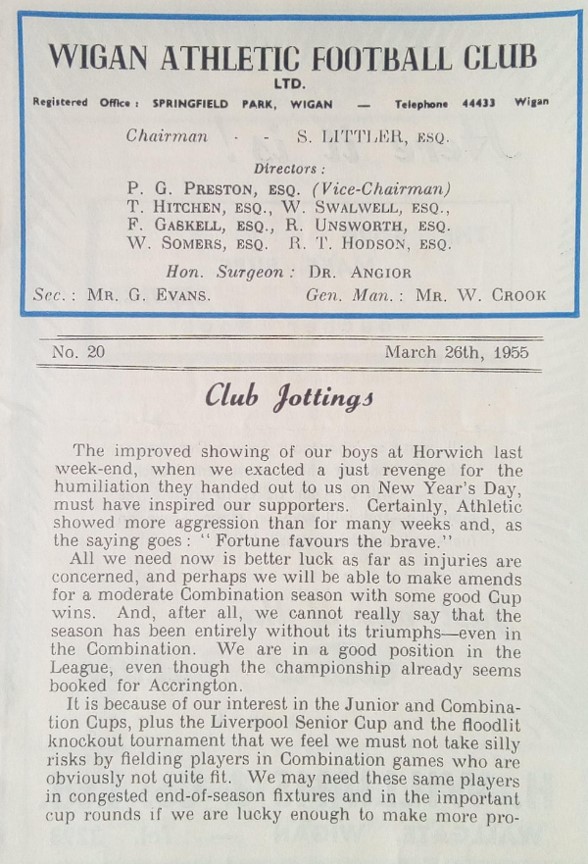 WIGAN ATHLETIC FOOTBALL CLUB
LTD.
Registered Office : SPRINGFIELD PARK, WIGAN — Telephone 44433 Wigan
Chairman - - S. LITTLER, ESQ.
Directors :
P. G. PRESTON, ESQ. (Vice-Chairman)
T. HITCHEN, ESQ., W. SWALWELL, ESQ.,
F. GASKELL, ESQ., R. UNSWORTH, ESQ.
W. SOMERS, ESQ. R. T. HODSON, ESQ.
Hon. Surgeon : DR. ANGIOR
Sec. : MR. G. EVANS. Gen. Man. : MR. W. CROOK
No. 20 March 26th, 1955
Club Jottings
The improved showing of our boys at Horwich last
week-end, when we exacted a just revenge for the
humiliation they handed out to us on New Year's Day,
must have inspired our supporters. Certainly, Athletic
showed more aggression than for many weeks and, as
the saying goes : “ Fortune favours the brave.”
All we need now is better luck as far as injuries are
concerned, and perhaps we will be able to make amends
for a moderate Combination season with some good Cup
wins. And, after all, we cannot really say that the
season has been entirely without its triumphs—even in
the Combination. We are in a good position in the
League, even though the championship already seems
booked for Accrington.
It is because of our interest in the Junior and Combina-
tion Cups, plus the Liverpool Senior Cup and the floodlit
knockout tournament that we feel we must not take silly
risks by fielding players in Combination games who are
obviously not quite fit. We may need these same players
in congested end-of-season fixtures and in the important
cup rounds if we are lucky enough to make more pro-